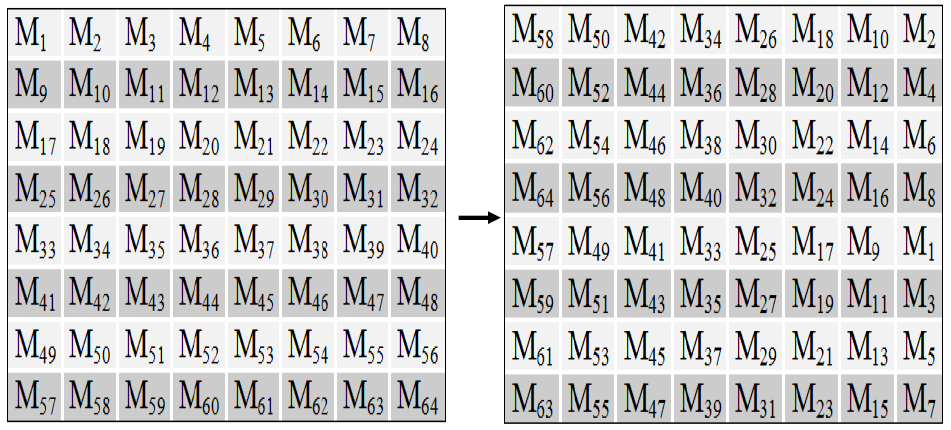 M₁ M₂ M₃ M₄ M₅ M₆ M₇ M₈
M₉ M₁₀ M₁₁ M₁₂ M₁₃ M₁₄ M₁₅ M₁₆
M₁₇ M₁₈ M₁₉ M₂₀ M₂₁ M₂₂ M₂₃ M₂₄
M₂₅ M₂₆ M₂₇ M₂₈ M₂₉ M₃₀ M₃₁ M₃₂
M₃₃ M₃₄ M₃₅ M₃₆ M₃₇ M₃₈ M₃₉ M₄₀
M₄₁ M₄₂ M₄₃ M₄₄ M₄₅ M₄₆ M₄₇ M₄₈
M₄₉ M₅₀ M₅₁ M₅₂ M₅₃ M₅₄ M₅₅ M₅₆
M₅₇ M₅₈ M₅₉ M₆₀ M₆₁ M₆₂ M₆₃ M₆₄
M₅₈ M₅₀ M₄₂ M₃₄ M₂₆ M₁₈ M₁₀ M₂
M₆₀ M₅₂ M₄₄ M₃₆ M₂₈ M₂₀ M₁₂ M₄
M₆₂ M₅₄ M₄₆ M₃₈ M₃₀ M₂₂ M₁₄ M₆
M₆₄ M₅₆ M₄₈ M₄₀ M₃₂ M₂₄ M₁₆ M₈
M₅₇ M₄₉ M₄₁ M₃₃ M₂₅ M₁₇ M₉ M₁
M₅₉ M₅₁ M₄₃ M₃₅ M₂₇ M₁₉ M₁₁ M₃
M₆₁ M₅₃ M₄₅ M₃₇ M₂₉ M₂₁ M₁₃ M₅
M₆₃ M₅₅ M₄₇ M₃₉ M₃₁ M₂₃ M₁₅ M₇